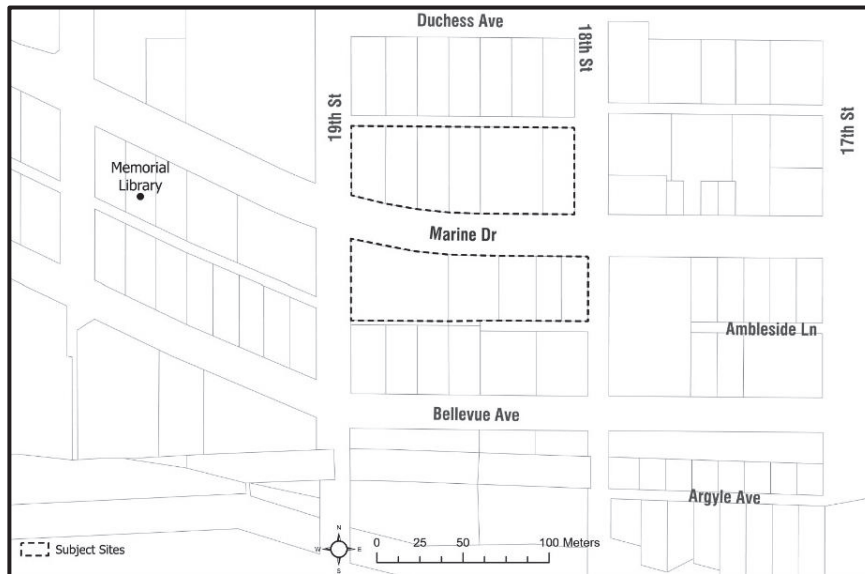 Duchess Ave
18th St
19th St
17th St
Memorial
Library
Marine Dr
Ambleside Ln
Bellevue Ave
Argyle Ave
Subject Sites
N
W
E
S
0 25 50 100 Meters